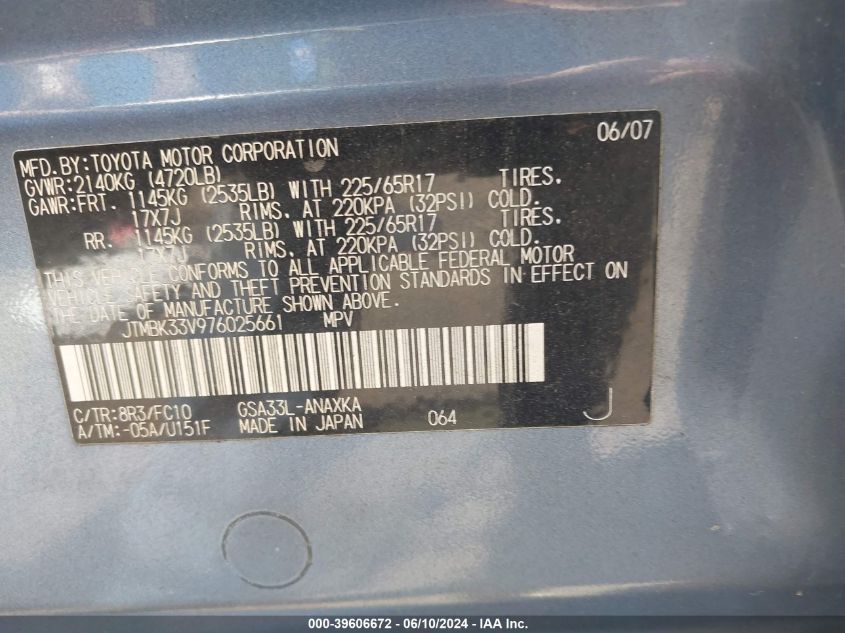 06/07
MFD.BY:TOYOTA MOTOR CORPORATION
GVWR:2140KG (4720LB)
GAWR:FRT. 1145KG (2535LB) WITH 225/65R17 TIRES.
17X7J RIMS. AT 220KPA (32PSI) COLD.
RR. 1145KG (2535LB) WITH 225/65R17 TIRES.
17X7J RIMS. AT 220KPA (32PSI) COLD.
THIS VEHICLE CONFORMS TO ALL APPLICABLE FEDERAL MOTOR
VEHICLE SAFETY AND THEFT PREVENTION STANDARDS IN EFFECT ON
THE DATE OF MANUFACTURE SHOWN ABOVE.
JTMBK33V976025661 MPV
C/TR:8R3/FC10 GSA33L-ANAXKA
A/TM:-05A/U151F MADE IN JAPAN 064 J
000-39606672 - 06/10/2024 - IAA Inc.